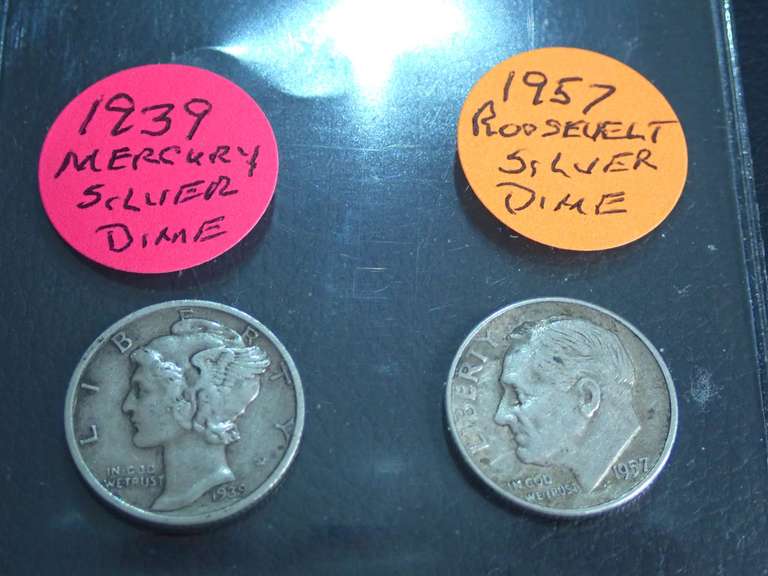 1939
MERCURY
SILVER
DIME
1957
ROOSEVELT
SILVER
DIME
LIBERTY
IN GOD
WE TRUST
1939
LIBERTY
IN GOD
WE TRUST
1957